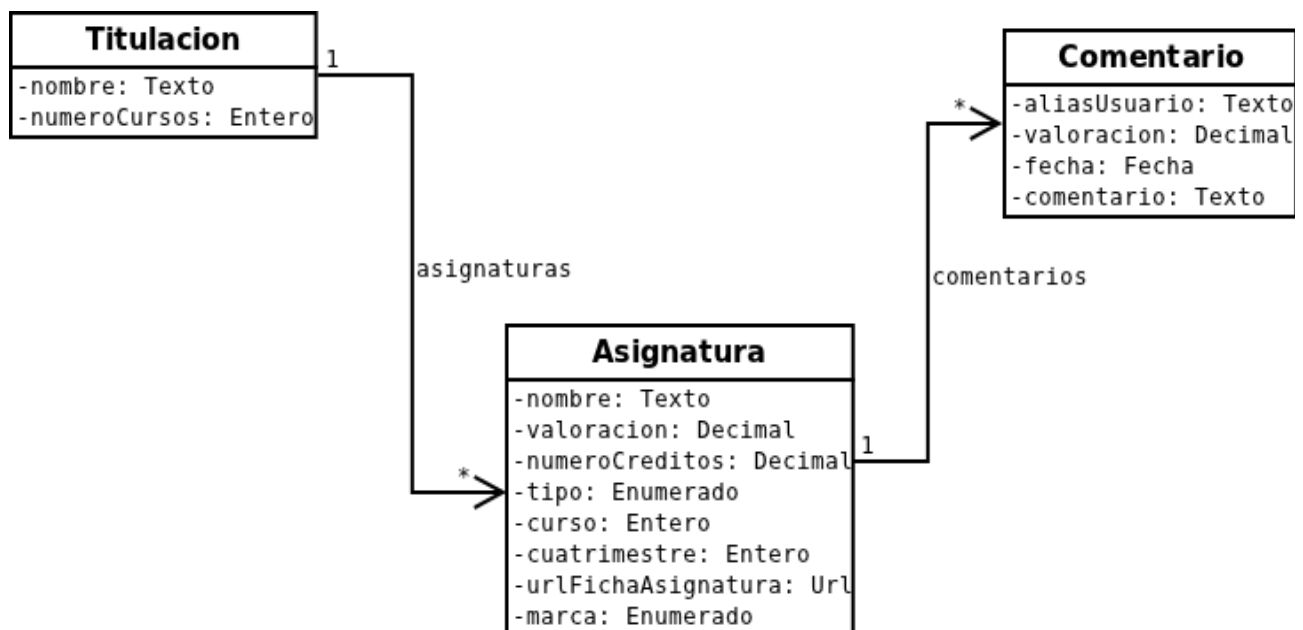 Titulacion
-nombre: Texto
-numeroCursos: Entero
1
asignaturas
*
Comentario
-aliasUsuario: Texto
-valoracion: Decimal
-fecha: Fecha
-comentario: Texto
*
comentarios
1
Asignatura
-nombre: Texto
-valoracion: Decimal
-numeroCreditos: Decimal
-tipo: Enumerado
-curso: Entero
-cuatrimestre: Entero
-urlFichaAsignatura: Url
-marca: Enumerado